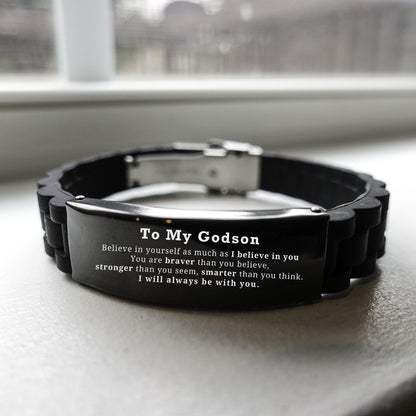 To My Godson
Believe in yourself as much as I believe in you
You are braver than you believe,
stronger than you seem, smarter than you think.
I will always be with you.